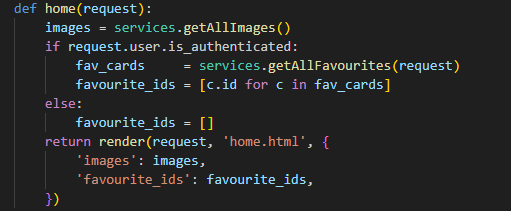 def home(request):
    images = services.getAllImages()
    if request.user.is_authenticated:
        fav_cards     = services.getAllFavourites(request)
        favourite_ids = [c.id for c in fav_cards]
    else:
        favourite_ids = []
    return render(request, 'home.html', {
        'images': images,
        'favourite_ids': favourite_ids,
    })